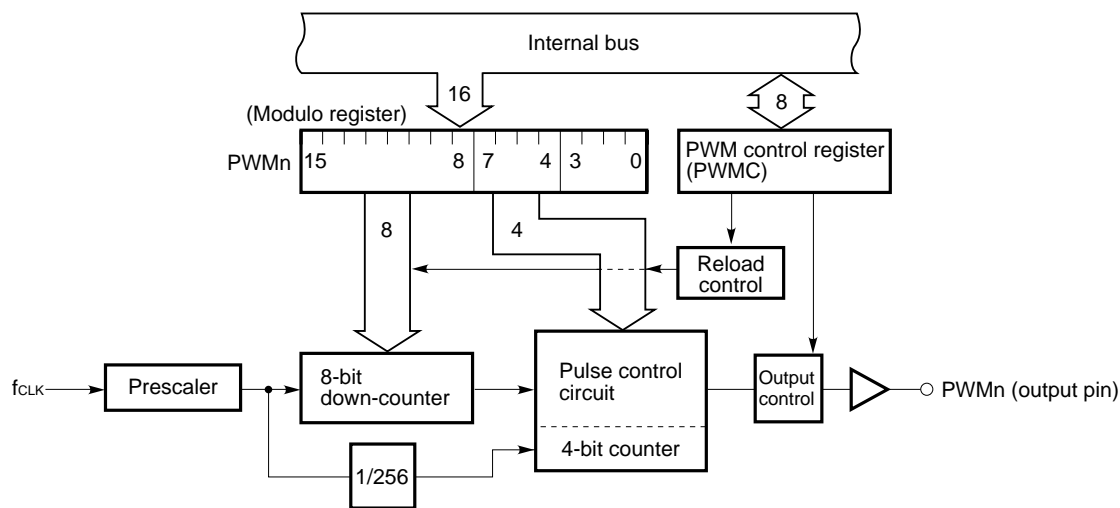 Internal bus
16
8
(Modulo register)
PWMn
15 8 7 4 3 0
PWM control register
(PWMC)
8
4
Reload
control
fCLK
Prescaler
8-bit
down-counter
Pulse control
circuit
Output
control
PWMn (output pin)
4-bit counter
1/256